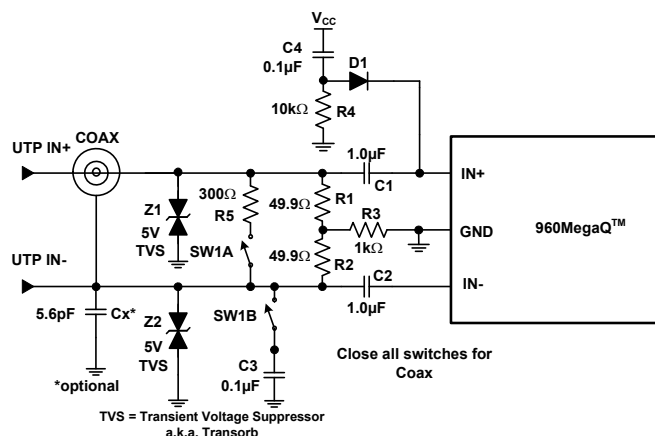 VCC
C4
0.1µF
D1
10kΩ
R4
COAX
UTP IN+
1.0µF
C1
IN+
300Ω
R5
49.9Ω
R1
Z1
5V
TVS
SW1A
R3
1kΩ
GND
960MegaQTM
49.9Ω
R2
UTP IN-
C2
1.0µF
IN-
5.6pF
Cx*
Z2
5V
TVS
SW1B
C3
0.1µF
Close all switches for
Coax
*optional
TVS = Transient Voltage Suppressor
a.k.a. Transorb